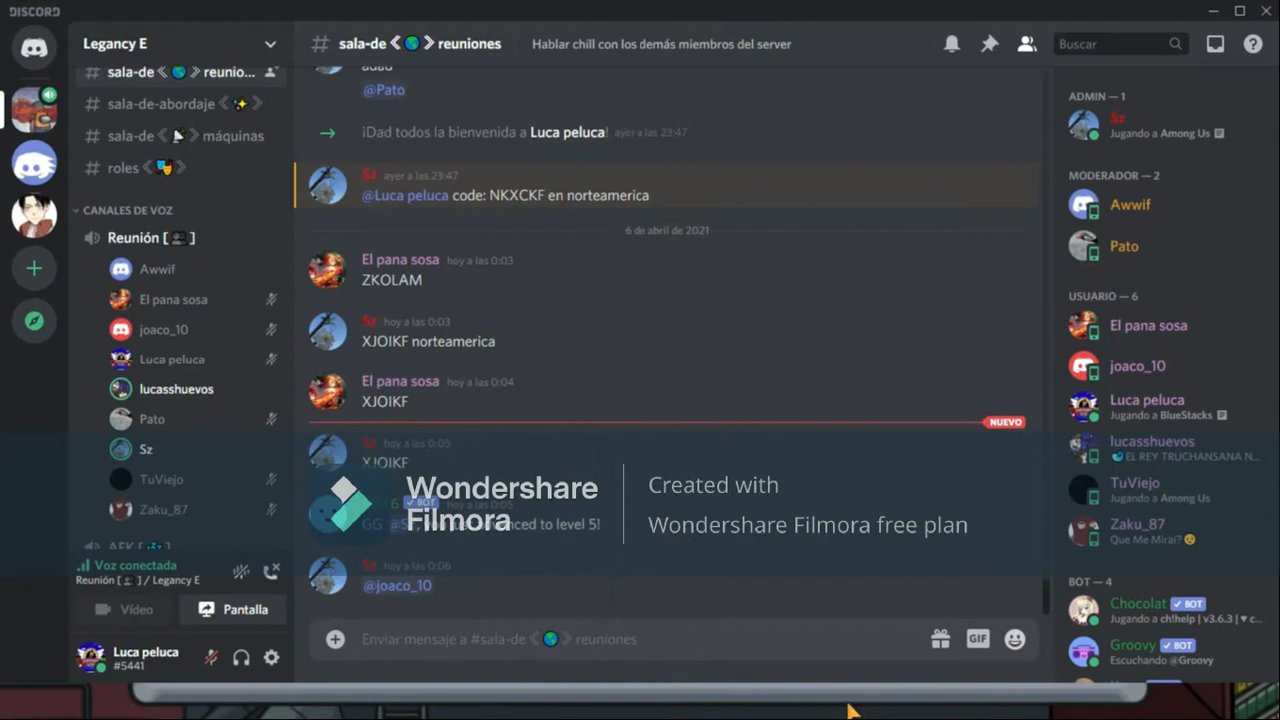 DISCORD
Legancy E
# sala-de《🌎》reunio...
# sala-de-abordaje《✨》
# sala-de《📡》máquinas
# roles《🎭》
CANALES DE VOZ
Reunión [👥]
Awwif
El pana sosa
joaco_10
Luca peluca
lucasshuevos
Pato
Sz
TuViejo
Zaku_87
AFK [💤]
Voz conectada
Reunión [👥] / Legancy E
Vídeo
Pantalla
Luca peluca
#5441
# sala-de《🌎》reuniones
Hablar chill con los demás miembros del server
Buscar
adad
@Pato
¡Dad todos la bienvenida a Luca peluca! ayer a las 23:47
Sz ayer a las 23:47
@Luca peluca code: NKXCKF en norteamerica
6 de abril de 2021
El pana sosa hoy a las 0:03
ZKOLAM
Sz hoy a las 0:03
XJOIKF norteamerica
El pana sosa hoy a las 0:04
XJOIKF
NUEVO
Sz hoy a las 0:05
XJOIKF
6 ✓ BOT hoy a las 0:05
GG advanced to level 5!
Wondershare
Filmora
Created with
Wondershare Filmora free plan
Sz hoy a las 0:06
@joaco_10
Enviar mensaje a #sala-de《🌎》reuniones
GIF
ADMIN — 1
Sz
Jugando a Among Us
MODERADOR — 2
Awwif
Pato
USUARIO — 6
El pana sosa
joaco_10
Luca peluca
Jugando a BlueStacks
lucasshuevos
EL REY TRUCHANSANA N...
TuViejo
Jugando a Among Us
Zaku_87
Que Me Mirai? 😟
BOT — 4
Chocolat ✓ BOT
Jugando a ch!help | v3.6.3 | ♥ c...
Groovy ✓ BOT
Escuchando @Groovy